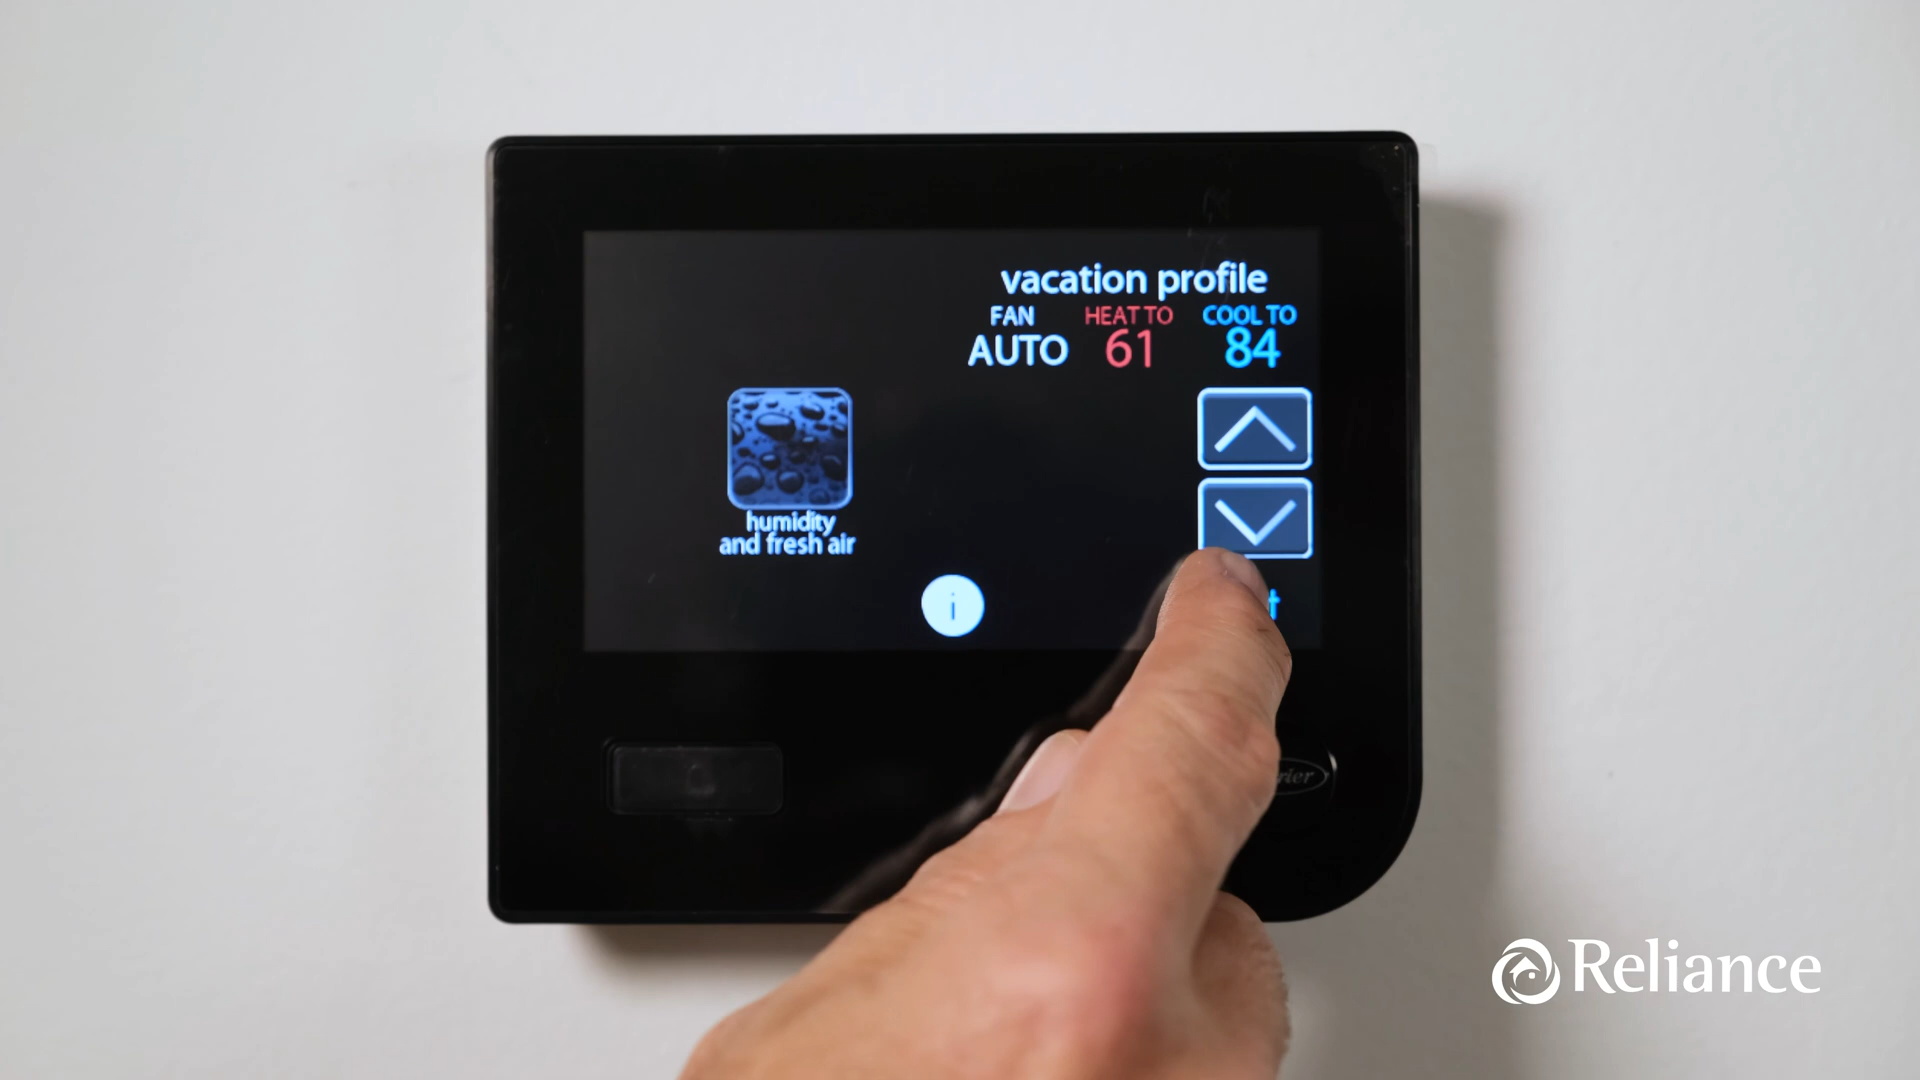 vacation profile
FAN HEAT TO COOL TO
AUTO 61 84
humidity
and fresh air
i
Reliance